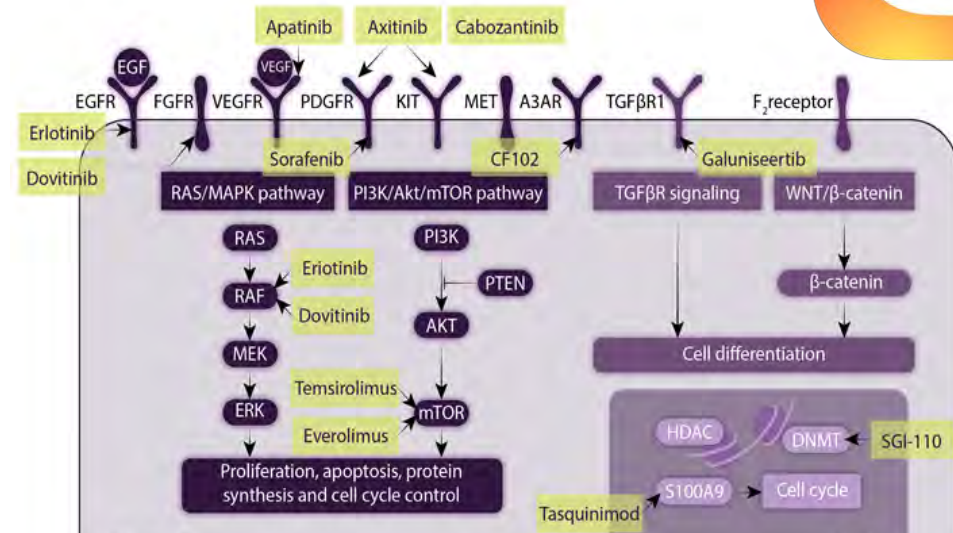 Apatinib
Axitinib
Cabozantinib
EGF
VEGF
EGFR
FGFR
VEGFR
PDGFR
KIT
MET
A3AR
TGFβR1
F₂receptor
Erlotinib
Dovitinib
Sorafenib
CF102
Galuniseertib
RAS/MAPK pathway
PI3K/Akt/mTOR pathway
TGFβR signaling
WNT/β-catenin
RAS
PI3K
Eriotinib
PTEN
β-catenin
RAF
Dovitinib
AKT
MEK
Cell differentiation
Temsirolimus
ERK
mTOR
Everolimus
HDAC
DNMT
SGI-110
Proliferation, apoptosis, protein
synthesis and cell cycle control
S100A9
Cell cycle
Tasquinimod